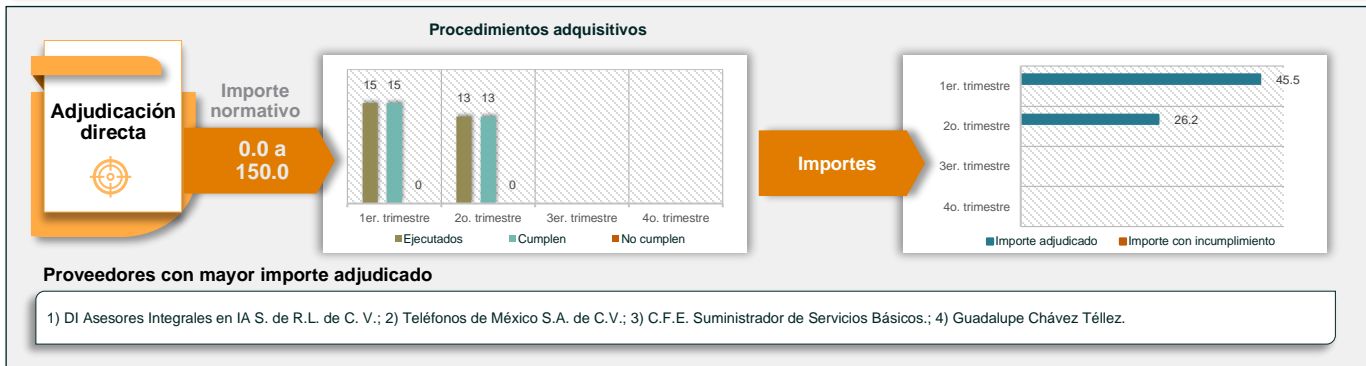 Procedimientos adquisitivos
Adjudicación
directa
Importe
normativo
0.0 a
150.0
15
15
0
13
13
0
1er. trimestre
2o. trimestre
3er. trimestre
4o. trimestre
Ejecutados
Cumplen
No cumplen
Importes
1er. trimestre
45.5
2o. trimestre
26.2
3er. trimestre
4o. trimestre
Importe adjudicado
Importe con incumplimiento
Proveedores con mayor importe adjudicado
1) DI Asesores Integrales en IA S. de R.L. de C. V.; 2) Teléfonos de México S.A. de C.V.; 3) C.F.E. Suministrador de Servicios Básicos.; 4) Guadalupe Chávez Téllez.